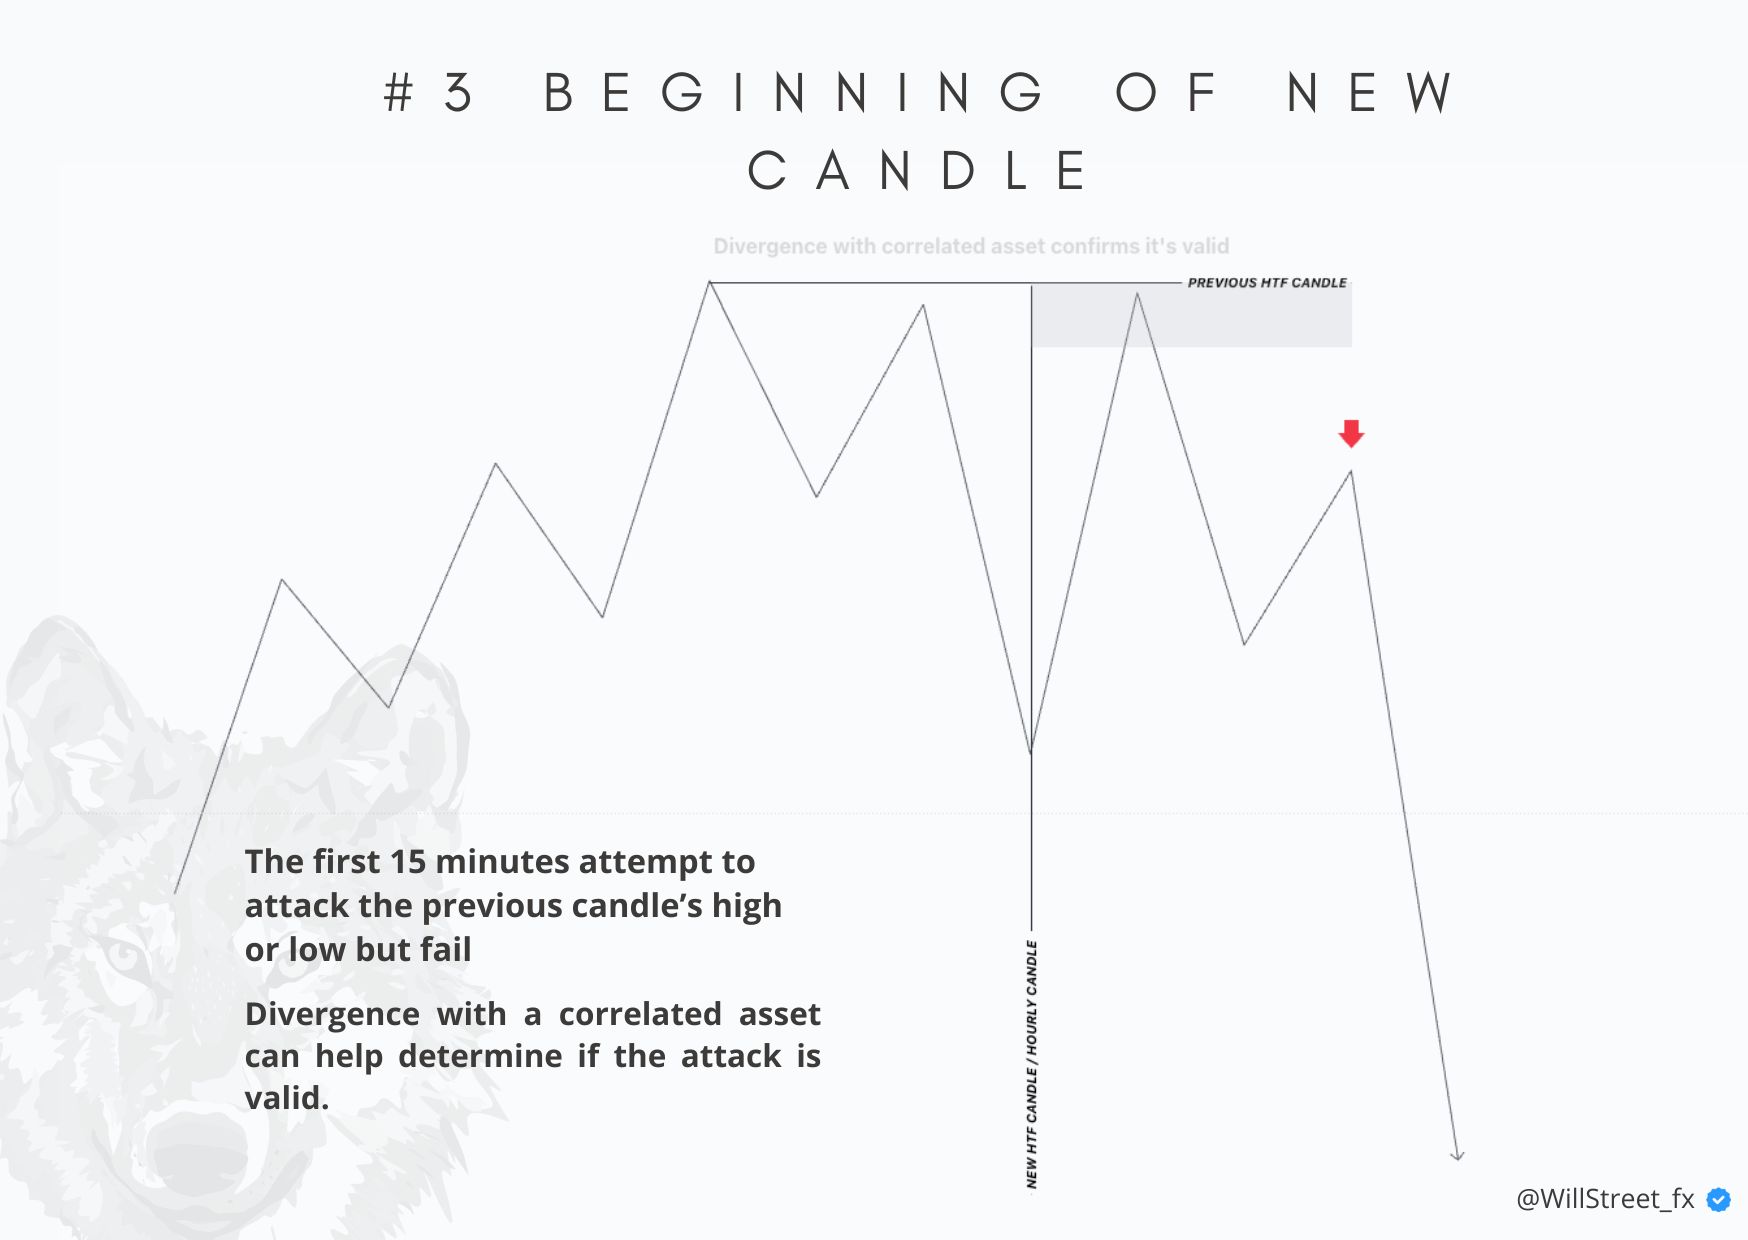 #3 BEGINNING OF NEW
CANDLE
Divergence with correlated asset confirms it's valid
PREVIOUS HTF CANDLE
The first 15 minutes attempt to
attack the previous candle’s high
or low but fail
Divergence with a correlated asset
can help determine if the attack is
valid.
NEW HTF CANDLE / HOURLY CANDLE
@WillStreet_fx